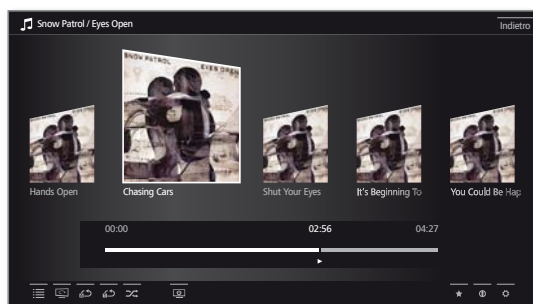 Snow Patrol / Eyes Open
Indietro
SNOW PATROL EYES OPEN
Hands Open
Chasing Cars
Shut Your Eyes
It's Beginning To
You Could Be Hap
00:00 02:56 04:27